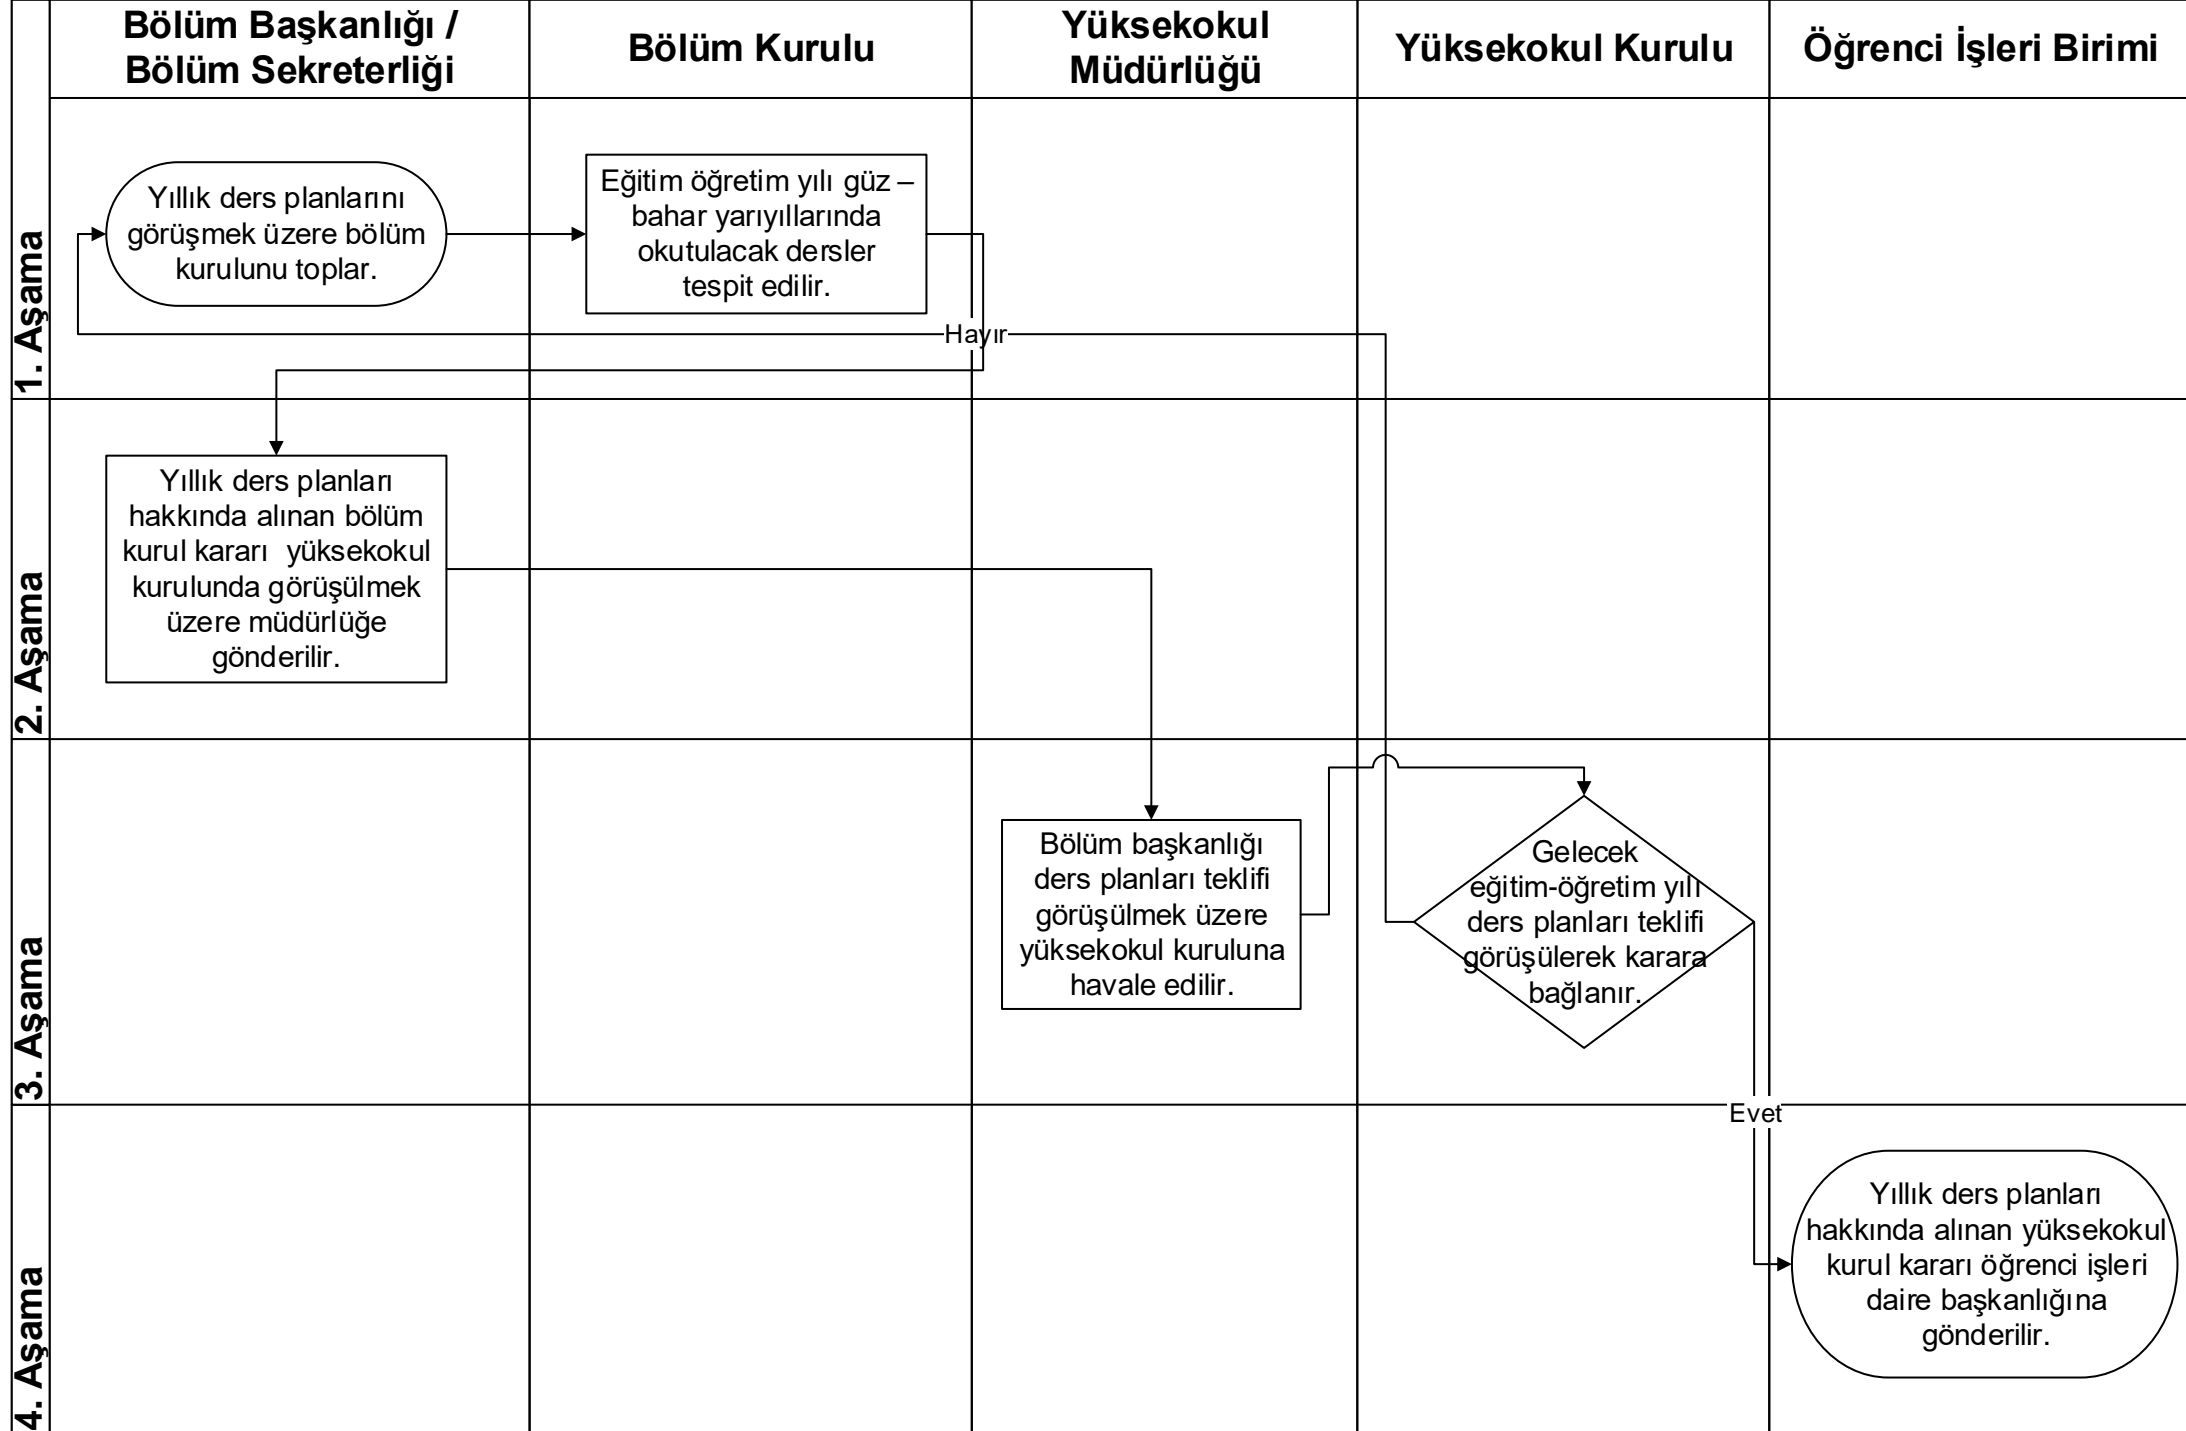 Bölüm Başkanlığı /
Bölüm Sekreterliği
Bölüm Kurulu
Yüksekokul
Müdürlüğü
Yüksekokul Kurulu
Öğrenci İşleri Birimi
1. Aşama
Yıllık ders planlarını
görüşmek üzere bölüm
kurulunu toplar.
Eğitim öğretim yılı güz –
bahar yarıyıllarında
okutulacak dersler
tespit edilir.
Hayır
2. Aşama
Yıllık ders planları
hakkında alınan bölüm
kurul kararı yüksekokul
kurulunda görüşülmek
üzere müdürlüğe
gönderilir.
3. Aşama
Bölüm başkanlığı
ders planları teklifi
görüşülmek üzere
yüksekokul kuruluna
havale edilir.
Gelecek
eğitim-öğretim yılı
ders planları teklifi
görüşülerek karara
bağlanır.
Evet
4. Aşama
Yıllık ders planları
hakkında alınan yüksekokul
kurul kararı öğrenci işleri
daire başkanlığına
gönderilir.